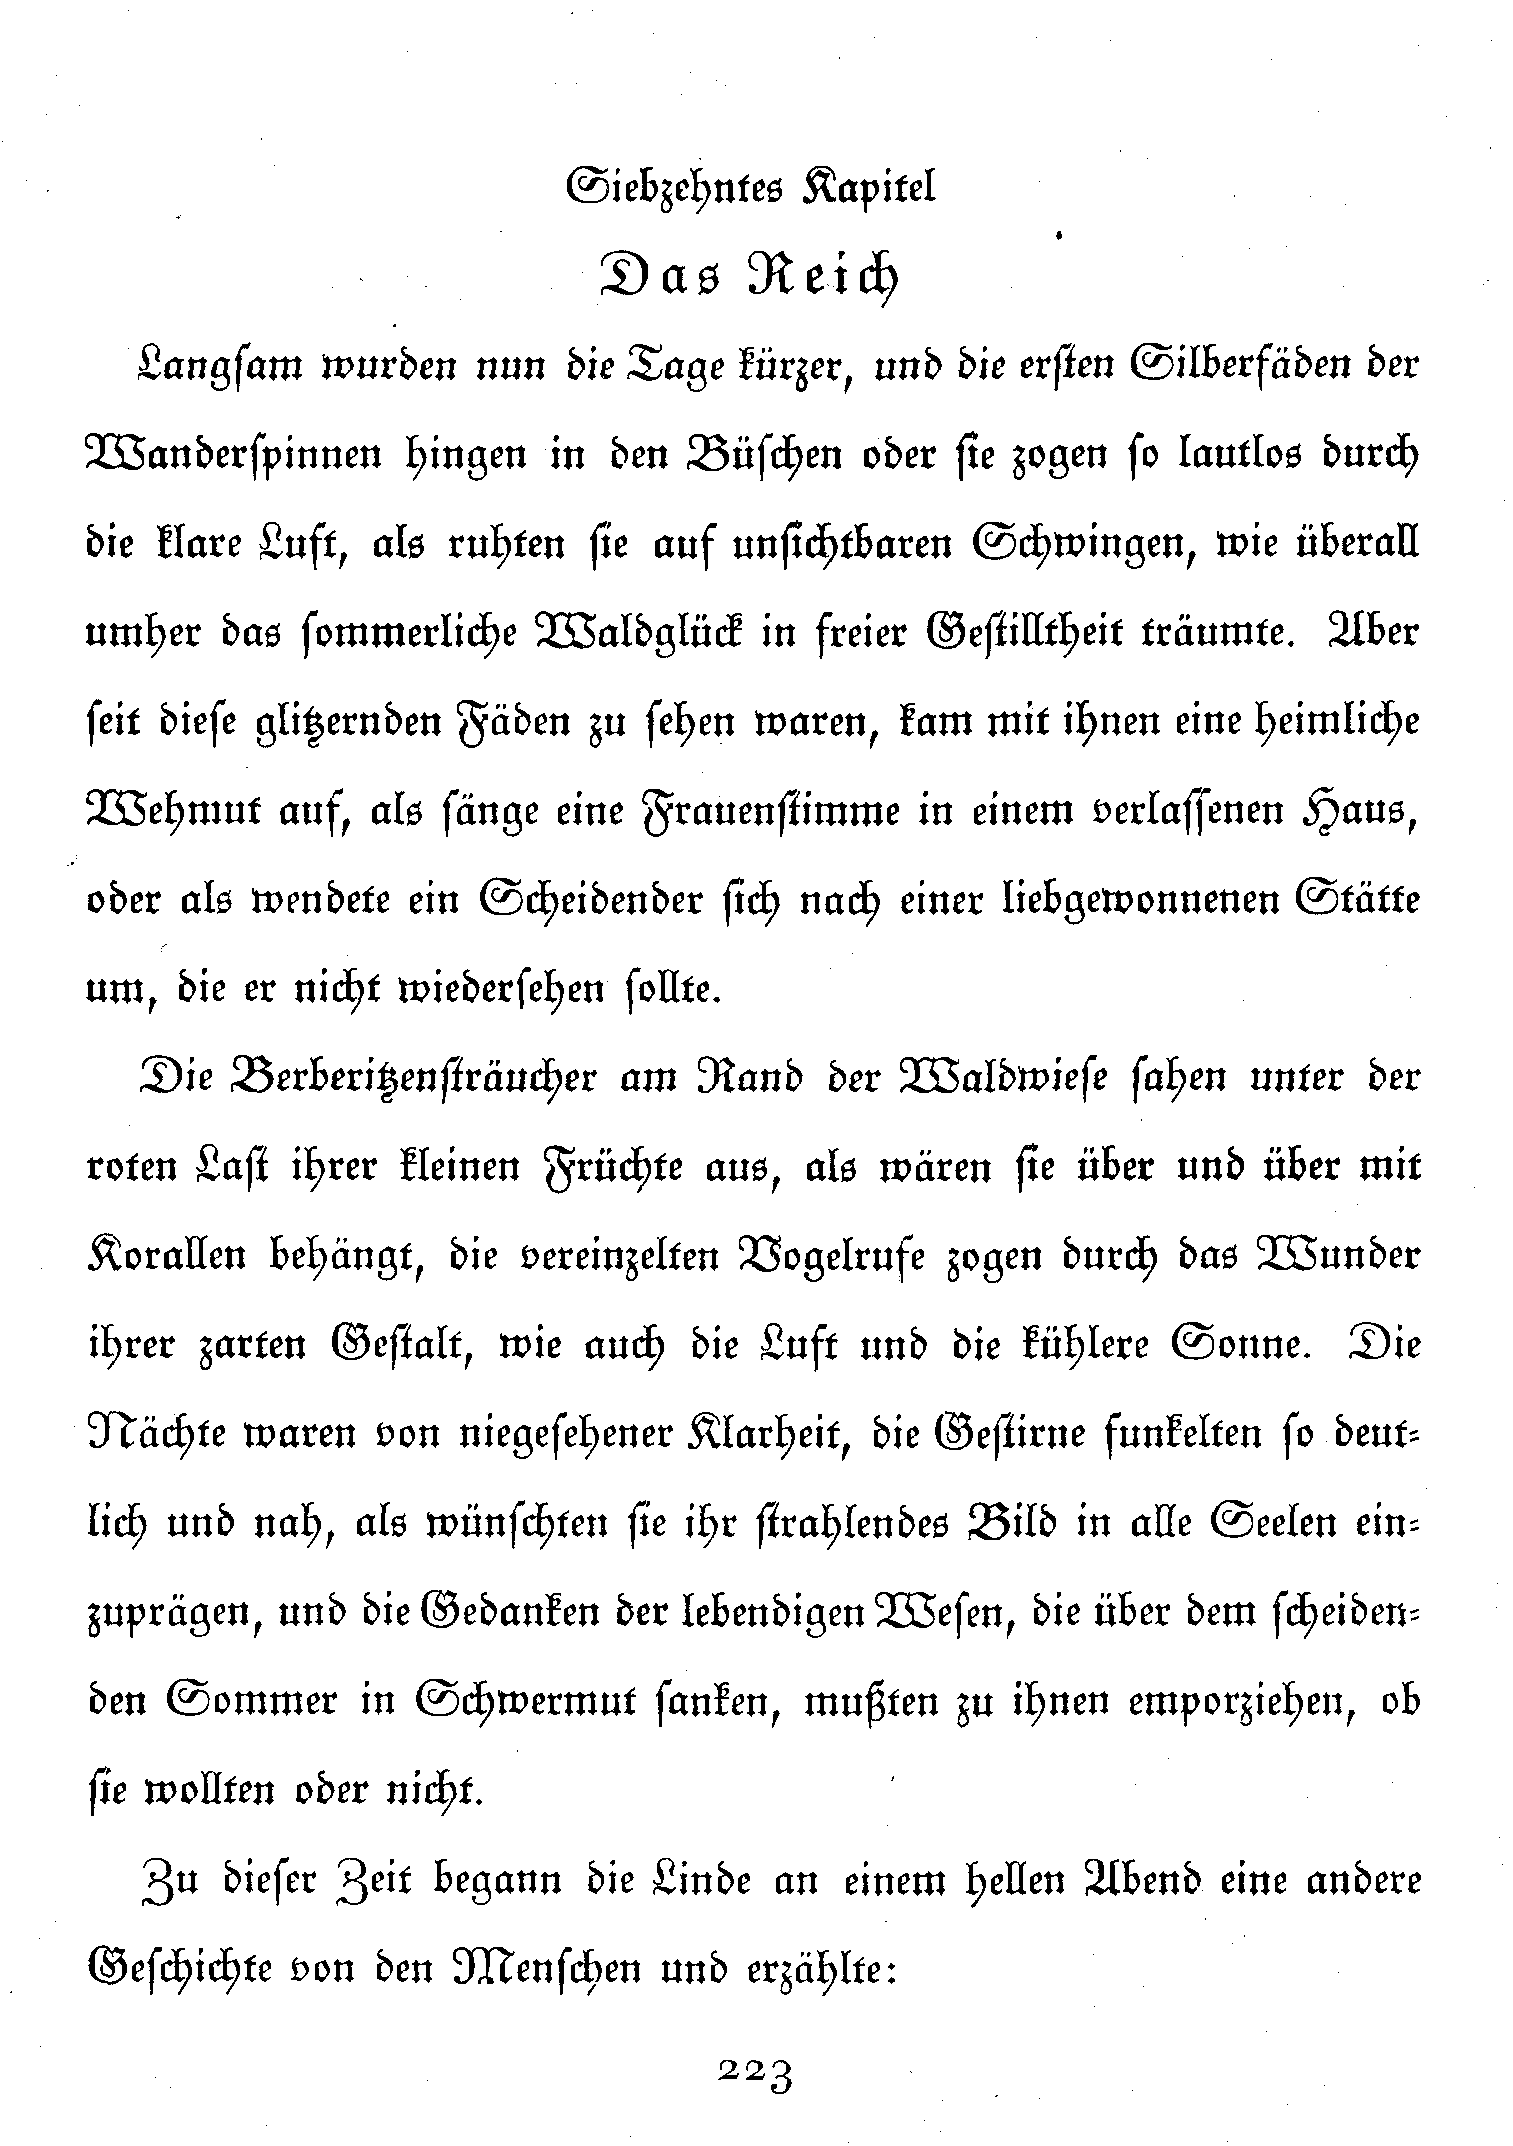 Siebzehntes Kapitel
Das Reich
Langsam wurden nun die Tage kürzer, und die ersten Silberfäden der
Wanderspinnen hingen in den Büschen oder sie zogen so lautlos durch
die klare Luft, als ruhten sie auf unsichtbaren Schwingen, wie überall
umher das sommerliche Waldglück in freier Gestilltheit träumte. Aber
seit diese glitzernden Fäden zu sehen waren, kam mit ihnen eine heimliche
Wehmut auf, als sänge eine Frauenstimme in einem verlassenen Haus,
oder als wendete ein Scheidender sich nach einer liebgewonnenen Stätte
um, die er nicht wiedersehen sollte.
Die Berberitzensträucher am Rand der Waldwiese sahen unter der
roten Last ihrer kleinen Früchte aus, als wären sie über und über mit
Korallen behängt, die vereinzelten Vogelrufe zogen durch das Wunder
ihrer zarten Gestalt, wie auch die Luft und die kühlere Sonne. Die
Nächte waren von niegesehener Klarheit, die Gestirne funkelten so deut-
lich und nah, als wünschten sie ihr strahlendes Bild in alle Seelen ein-
zuprägen, und die Gedanken der lebendigen Wesen, die über dem scheiden-
den Sommer in Schwermut sanken, mußten zu ihnen emporziehen, ob
sie wollten oder nicht.
Zu dieser Zeit begann die Linde an einem hellen Abend eine andere
Geschichte von den Menschen und erzählte:
223